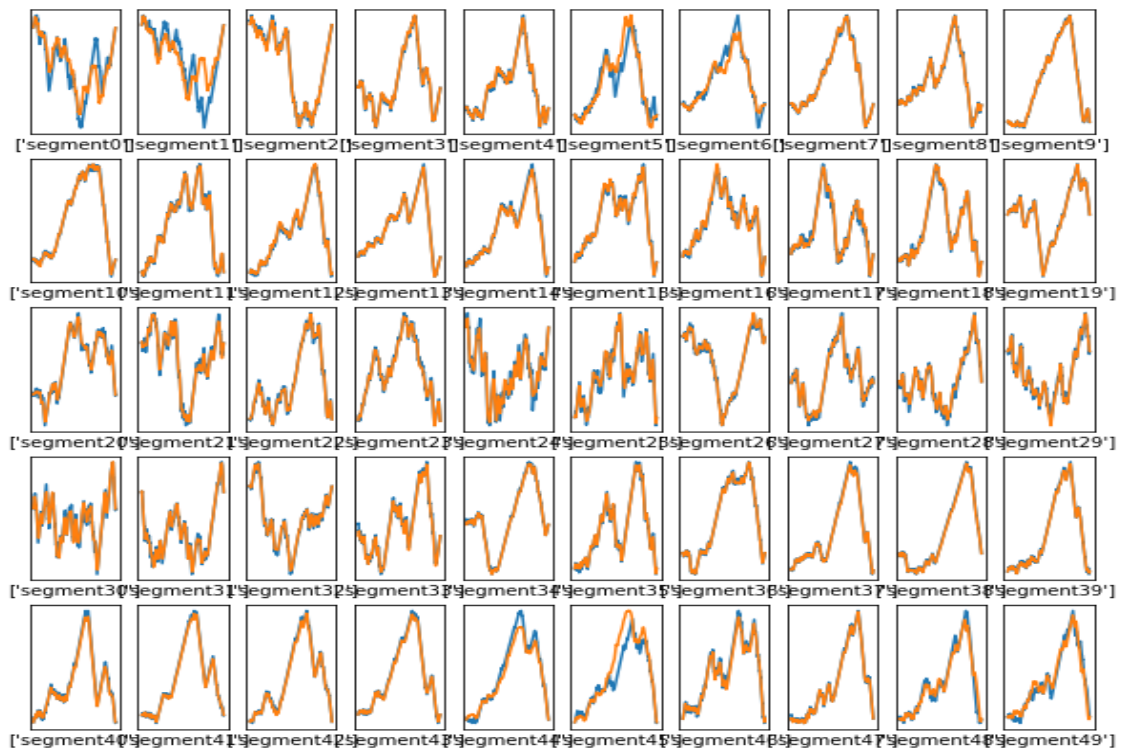 ['segment0'] ['segment1'] ['segment2'] ['segment3'] ['segment4'] ['segment5'] ['segment6'] ['segment7'] ['segment8'] ['segment9']
['segment10'] ['segment11'] ['segment12'] ['segment13'] ['segment14'] ['segment15'] ['segment16'] ['segment17'] ['segment18'] ['segment19']
['segment20'] ['segment21'] ['segment22'] ['segment23'] ['segment24'] ['segment25'] ['segment26'] ['segment27'] ['segment28'] ['segment29']
['segment30'] ['segment31'] ['segment32'] ['segment33'] ['segment34'] ['segment35'] ['segment36'] ['segment37'] ['segment38'] ['segment39']
['segment40'] ['segment41'] ['segment42'] ['segment43'] ['segment44'] ['segment45'] ['segment46'] ['segment47'] ['segment48'] ['segment49']